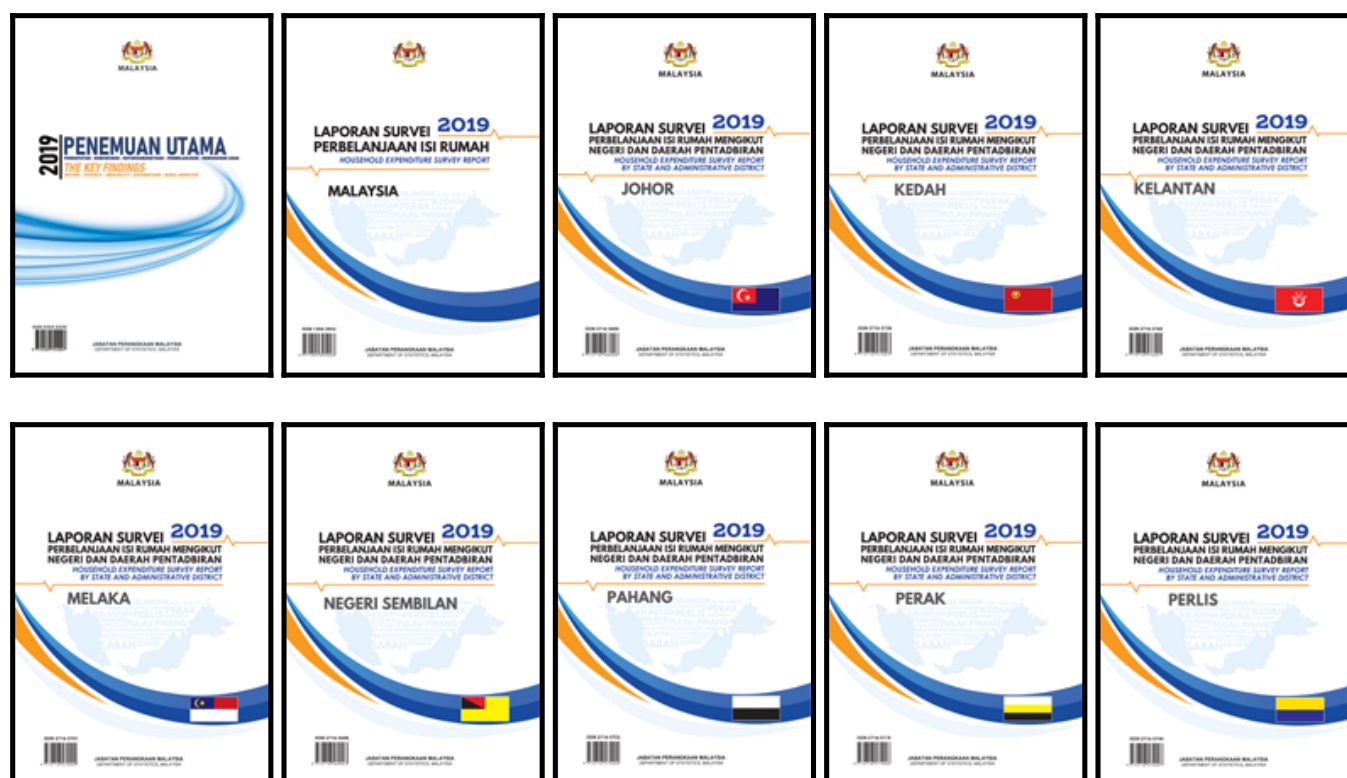 MALAYSIA
2019
PENEMUAN UTAMA
THE KEY FINDINGS
JABATAN PERANGKAAN MALAYSIA
DEPARTMENT OF STATISTICS, MALAYSIA
LAPORAN SURVEI 2019
PERBELANJAAN ISI RUMAH
HOUSEHOLD EXPENDITURE SURVEY REPORT
MALAYSIA
JABATAN PERANGKAAN MALAYSIA
DEPARTMENT OF STATISTICS, MALAYSIA
MALAYSIA
LAPORAN SURVEI 2019
PERBELANJAAN ISI RUMAH MENGIKUT
NEGERI DAN DAERAH PENTADBIRAN
HOUSEHOLD EXPENDITURE SURVEY REPORT
BY STATE AND ADMINISTRATIVE DISTRICT
JOHOR
JABATAN PERANGKAAN MALAYSIA
DEPARTMENT OF STATISTICS, MALAYSIA
MALAYSIA
LAPORAN SURVEI 2019
PERBELANJAAN ISI RUMAH MENGIKUT
NEGERI DAN DAERAH PENTADBIRAN
HOUSEHOLD EXPENDITURE SURVEY REPORT
BY STATE AND ADMINISTRATIVE DISTRICT
KEDAH
JABATAN PERANGKAAN MALAYSIA
DEPARTMENT OF STATISTICS, MALAYSIA
MALAYSIA
LAPORAN SURVEI 2019
PERBELANJAAN ISI RUMAH MENGIKUT
NEGERI DAN DAERAH PENTADBIRAN
HOUSEHOLD EXPENDITURE SURVEY REPORT
BY STATE AND ADMINISTRATIVE DISTRICT
KELANTAN
JABATAN PERANGKAAN MALAYSIA
DEPARTMENT OF STATISTICS, MALAYSIA
MALAYSIA
LAPORAN SURVEI 2019
PERBELANJAAN ISI RUMAH MENGIKUT
NEGERI DAN DAERAH PENTADBIRAN
HOUSEHOLD EXPENDITURE SURVEY REPORT
BY STATE AND ADMINISTRATIVE DISTRICT
MELAKA
JABATAN PERANGKAAN MALAYSIA
DEPARTMENT OF STATISTICS, MALAYSIA
MALAYSIA
LAPORAN SURVEI 2019
PERBELANJAAN ISI RUMAH MENGIKUT
NEGERI DAN DAERAH PENTADBIRAN
HOUSEHOLD EXPENDITURE SURVEY REPORT
BY STATE AND ADMINISTRATIVE DISTRICT
NEGERI SEMBILAN
JABATAN PERANGKAAN MALAYSIA
DEPARTMENT OF STATISTICS, MALAYSIA
MALAYSIA
LAPORAN SURVEI 2019
PERBELANJAAN ISI RUMAH MENGIKUT
NEGERI DAN DAERAH PENTADBIRAN
HOUSEHOLD EXPENDITURE SURVEY REPORT
BY STATE AND ADMINISTRATIVE DISTRICT
PAHANG
JABATAN PERANGKAAN MALAYSIA
DEPARTMENT OF STATISTICS, MALAYSIA
MALAYSIA
LAPORAN SURVEI 2019
PERBELANJAAN ISI RUMAH MENGIKUT
NEGERI DAN DAERAH PENTADBIRAN
HOUSEHOLD EXPENDITURE SURVEY REPORT
BY STATE AND ADMINISTRATIVE DISTRICT
PERAK
JABATAN PERANGKAAN MALAYSIA
DEPARTMENT OF STATISTICS, MALAYSIA
MALAYSIA
LAPORAN SURVEI 2019
PERBELANJAAN ISI RUMAH MENGIKUT
NEGERI DAN DAERAH PENTADBIRAN
HOUSEHOLD EXPENDITURE SURVEY REPORT
BY STATE AND ADMINISTRATIVE DISTRICT
PERLIS
JABATAN PERANGKAAN MALAYSIA
DEPARTMENT OF STATISTICS, MALAYSIA